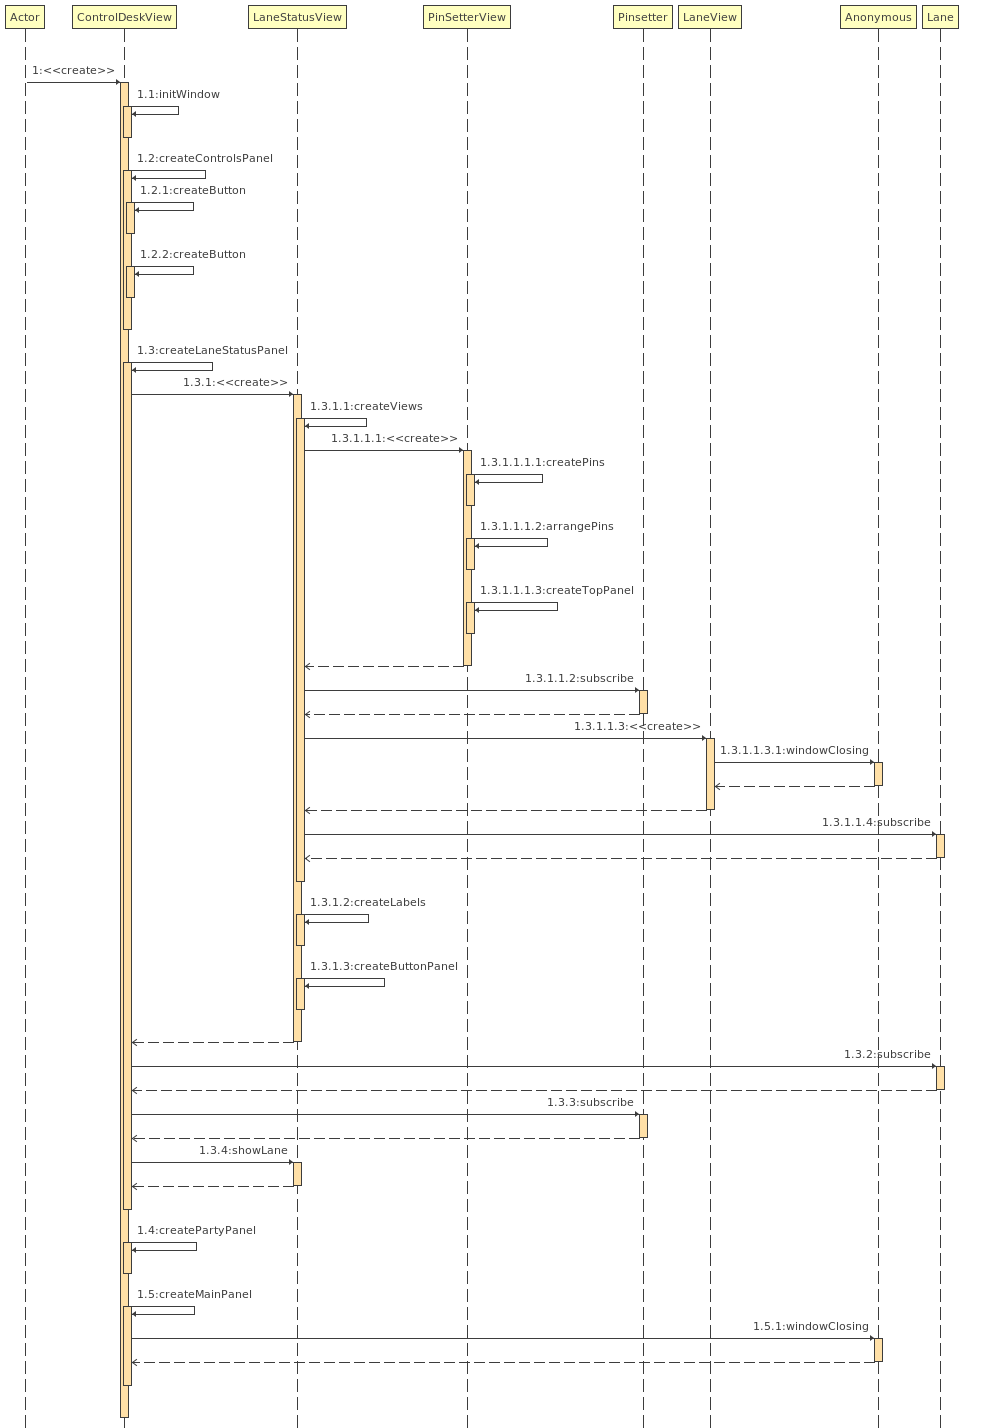 Actor
ControlDeskView
LaneStatusView
PinSetterView
Pinsetter
LaneView
Anonymous
Lane
1:<<create>>
1.1:initWindow
1.2:createControlsPanel
1.2.1:createButton
1.2.2:createButton
1.3:createLaneStatusPanel
1.3.1:<<create>>
1.3.1.1:createViews
1.3.1.1.1:<<create>>
1.3.1.1.1.1:createPins
1.3.1.1.1.2:arrangePins
1.3.1.1.1.3:createTopPanel
1.3.1.1.2:subscribe
1.3.1.1.3:<<create>>
1.3.1.1.3.1:windowClosing
1.3.1.1.4:subscribe
1.3.1.2:createLabels
1.3.1.3:createButtonPanel
1.3.2:subscribe
1.3.3:subscribe
1.3.4:showLane
1.4:createPartyPanel
1.5:createMainPanel
1.5.1:windowClosing